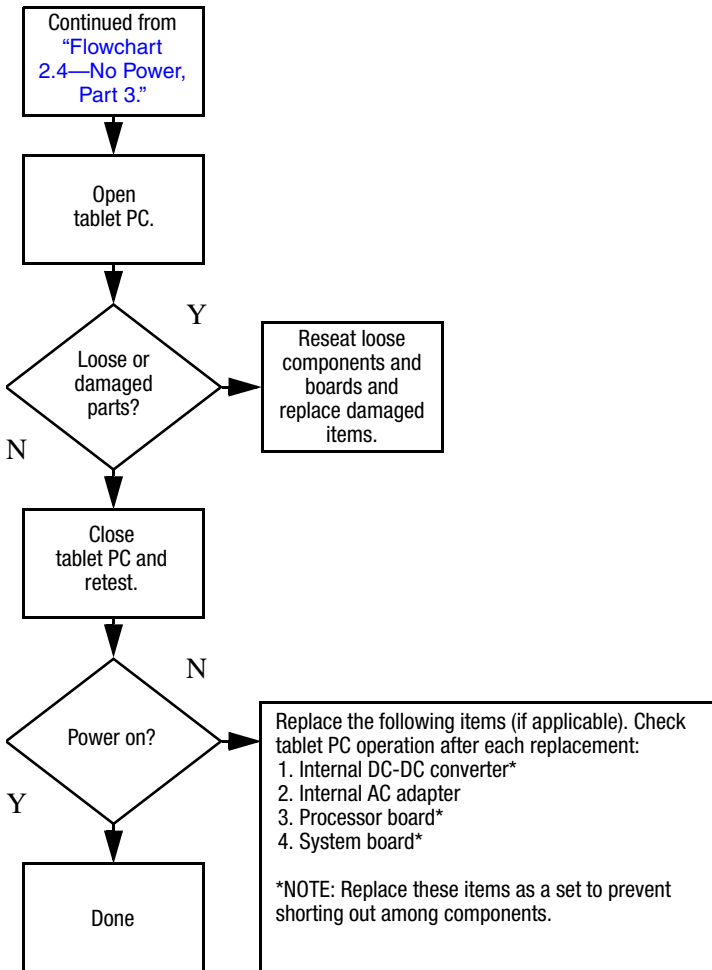 Continued from
“Flowchart
2.4—No Power,
Part 3.”
Open
tablet PC.
Y
Loose or
damaged
parts?
Reseat loose
components and
boards and
replace damaged
items.
N
Close
tablet PC and
retest.
N
Power on?
Replace the following items (if applicable). Check
tablet PC operation after each replacement:
1. Internal DC-DC converter*
2. Internal AC adapter
3. Processor board*
4. System board*
*NOTE: Replace these items as a set to prevent
shorting out among components.
Y
Done